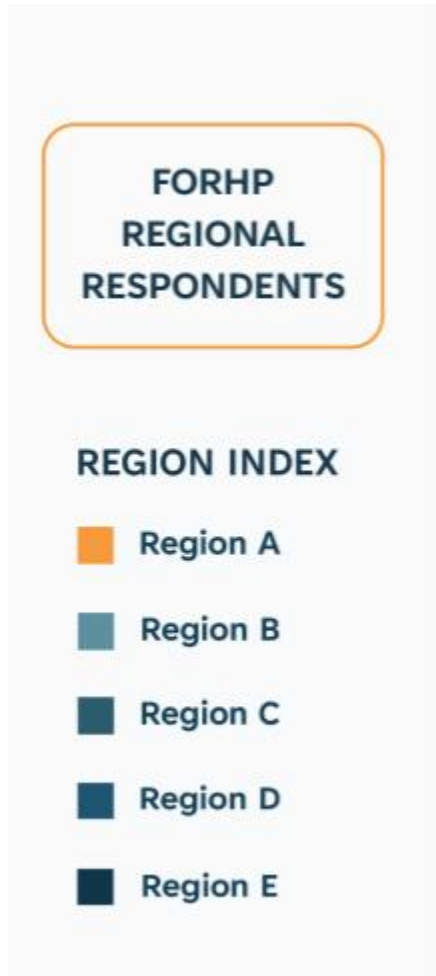 FORHP
REGIONAL
RESPONDENTS
REGION INDEX
Region A
Region B
Region C
Region D
Region E